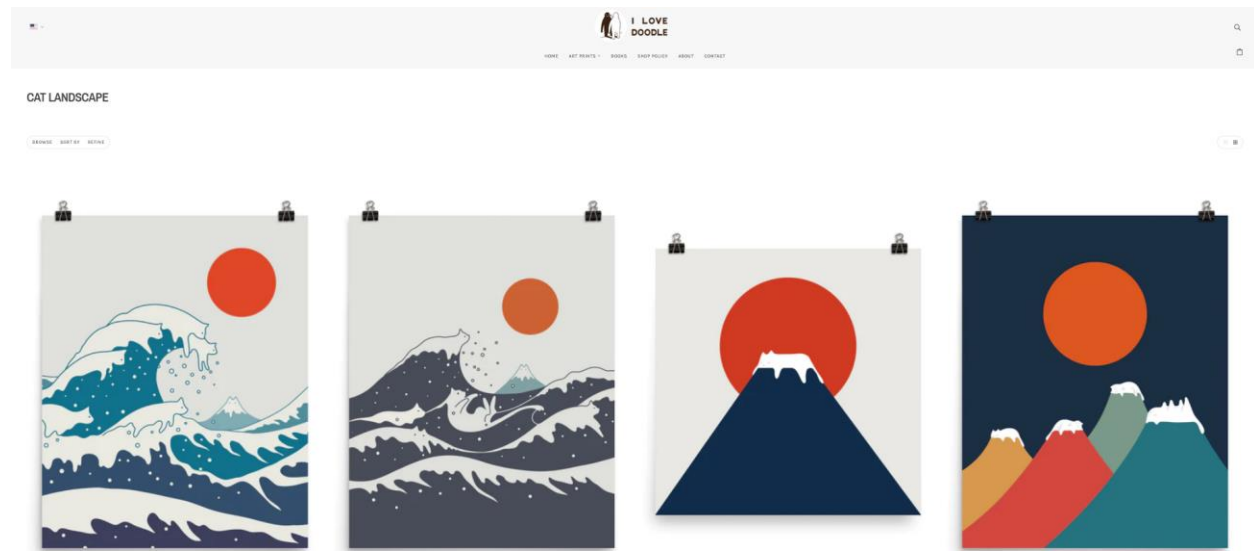 I LOVE
DOODLE
HOME ART PRINTS BOOKS SHOP POLICY ABOUT CONTACT
CAT LANDSCAPE
BROWSE SORT BY REFINE